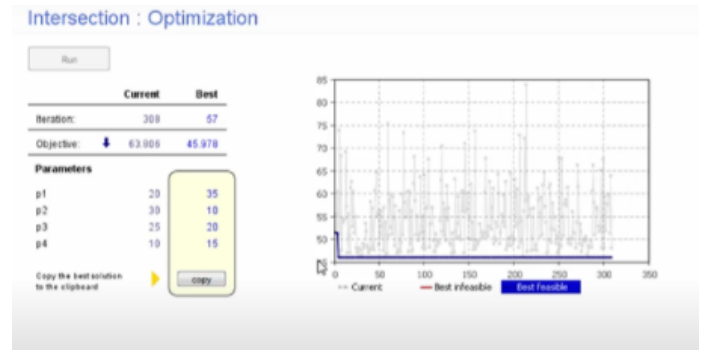 Intersection : Optimization
Run
Current Best
Iteration: 308 57
Objective: 63.806 45.978
Parameters
p1 20 35
p2 30 10
p3 25 20
p4 10 15
Copy the best solution
to the clipboard
copy
85
80
75
70
65
60
55
50
45
0 50 100 150 200 250 300 350
Current Best infeasible Best feasible